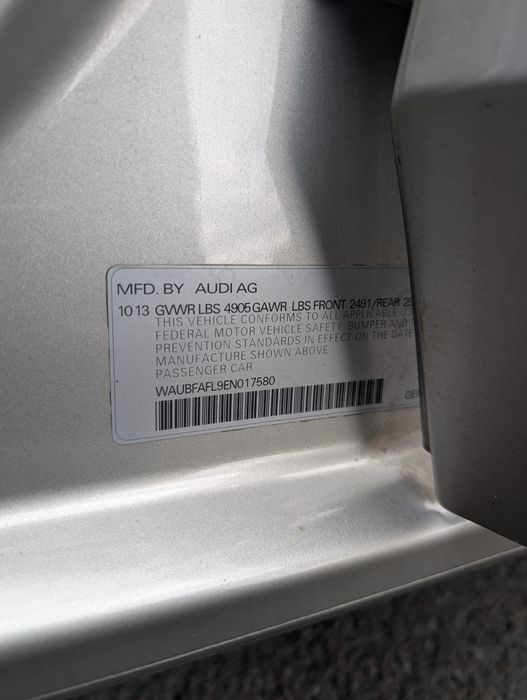 MFD. BY AUDI AG
10 13 GVWR LBS 4905 GAWR LBS FRONT 2491/REAR
THIS VEHICLE CONFORMS TO ALL APPLICABLE
FEDERAL MOTOR VEHICLE SAFETY, BUMPER AND
PREVENTION STANDARDS IN EFFECT ON THE DATE
MANUFACTURE SHOWN ABOVE
PASSENGER CAR
WAUBFAFL9EN017580